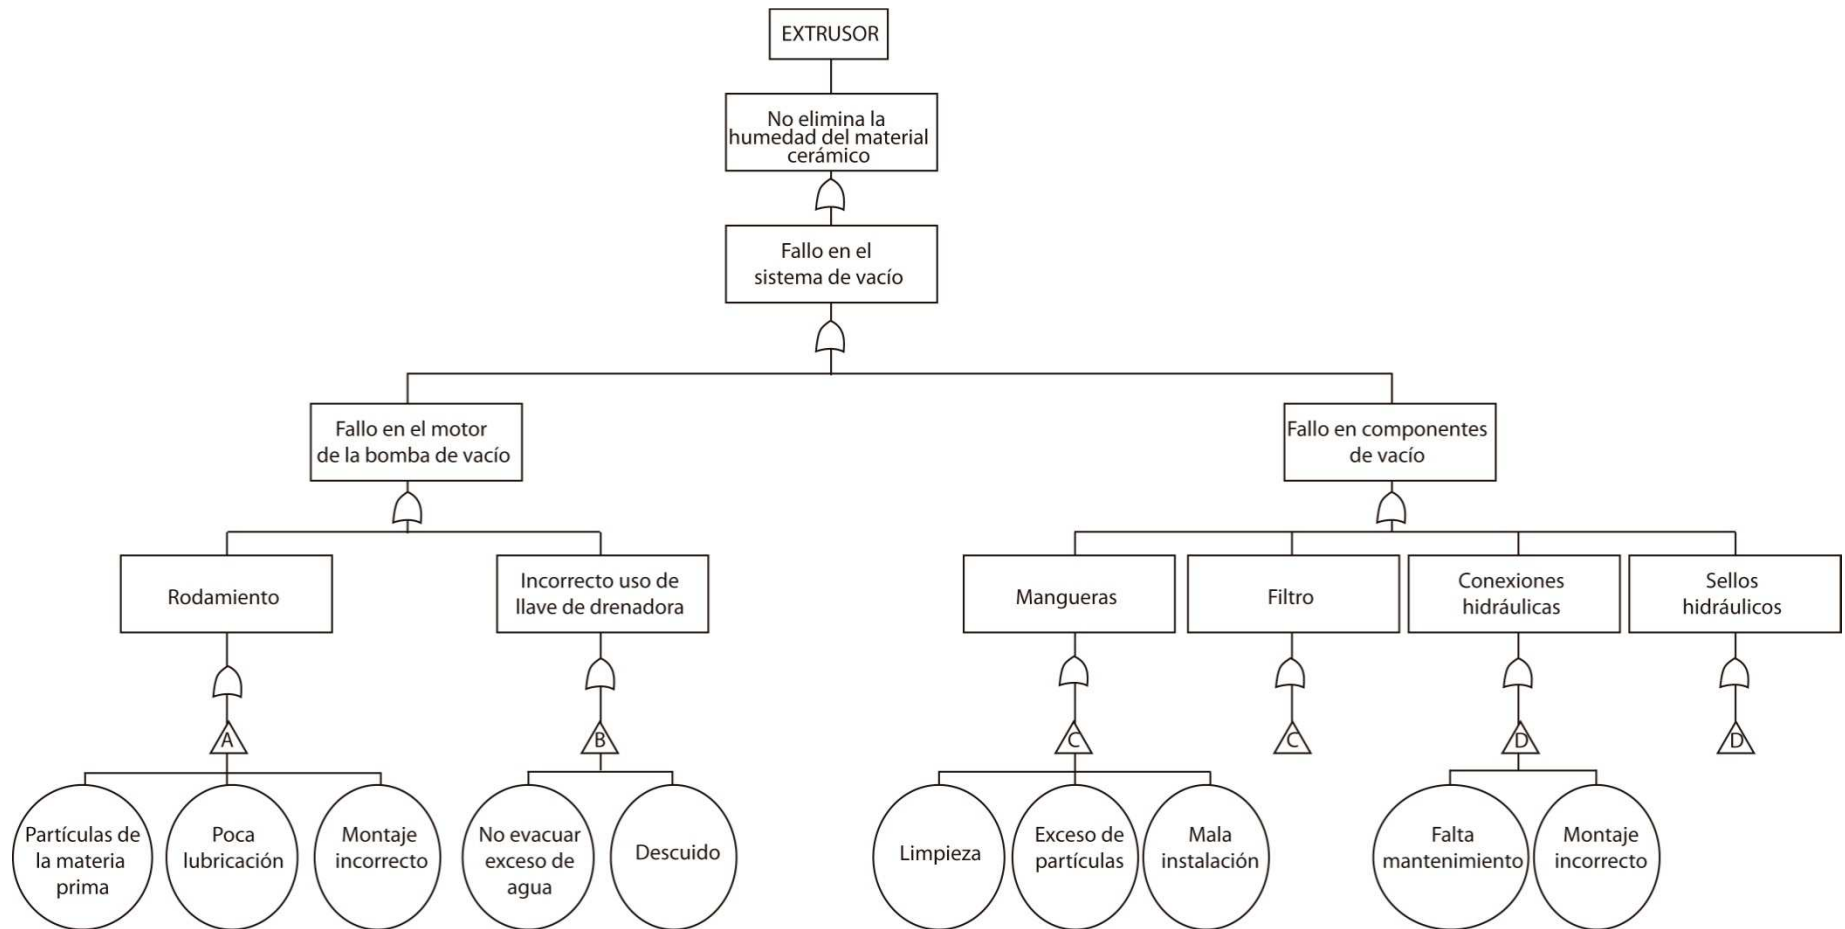 EXTRUSOR
No elimina la
humedad del material
cerámico
Fallo en el
sistema de vacío
Fallo en el motor
de la bomba de vacío
Fallo en componentes
de vacío
Rodamiento
Incorrecto uso de
llave de drenadora
Mangueras
Filtro
Conexiones
hidráulicas
Sellos
hidráulicos
A
B
C
C
D
D
Partículas de
la materia
prima
Poca
lubricación
Montaje
incorrecto
No evacuar
exceso de
agua
Descuido
Limpieza
Exceso de
partículas
Mala
instalación
Falta
mantenimiento
Montaje
incorrecto